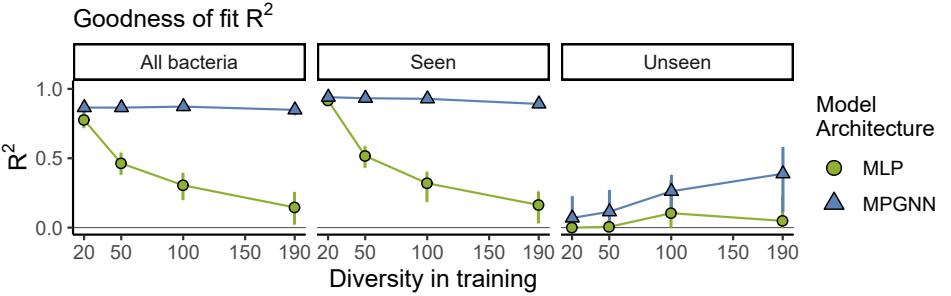 Goodness of fit R²
All bacteria
Seen
Unseen
1.0
0.5
0.0
R²
20 50 100 150 190
20 50 100 150 190
20 50 100 150 190
Diversity in training
Model
Architecture
MLP
MPGNN